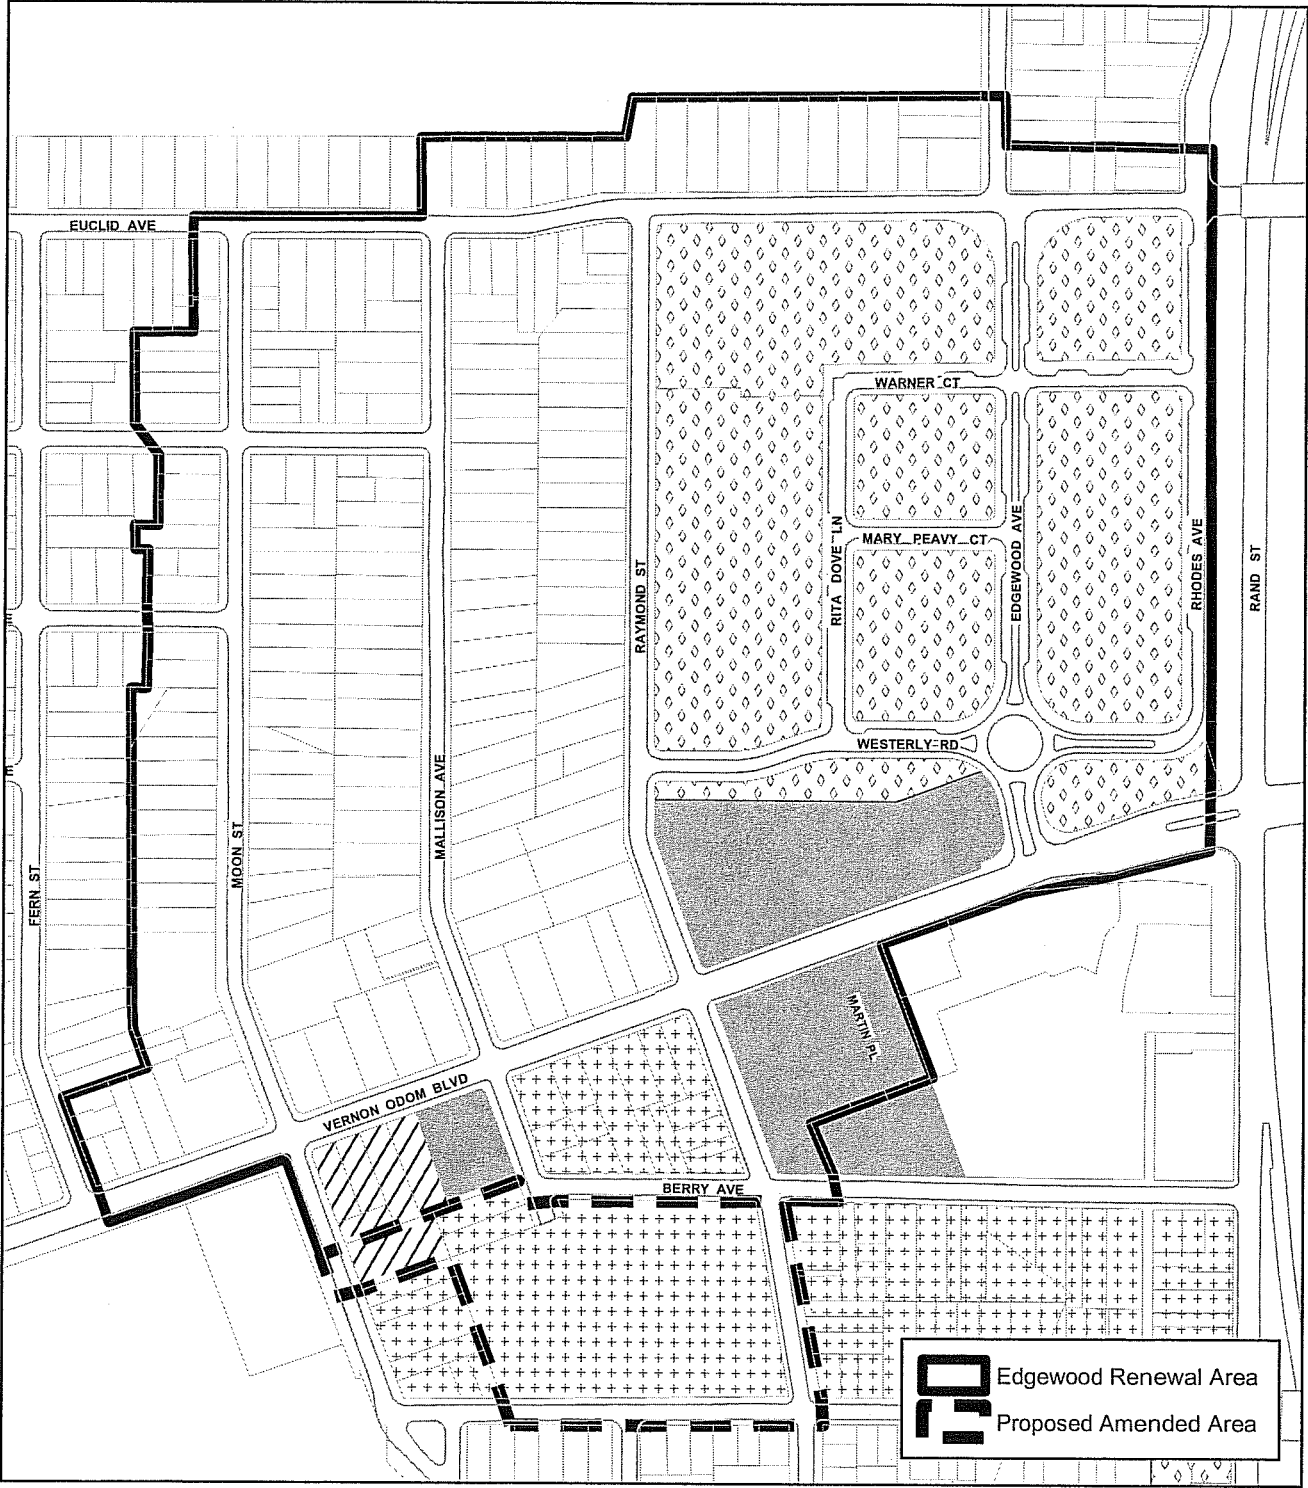 EUCLID AVE
WARNER CT
MARY PEAVY CT
RITA DOVE LN
EDGEWOOD AVE
RHODES AVE
RAND ST
RAYMOND ST
WESTERLY RD
MALLISON AVE
MOON ST
FERN ST
MARTIN PL
VERNON ODOM BLVD
BERRY AVE
Edgewood Renewal Area
Proposed Amended Area